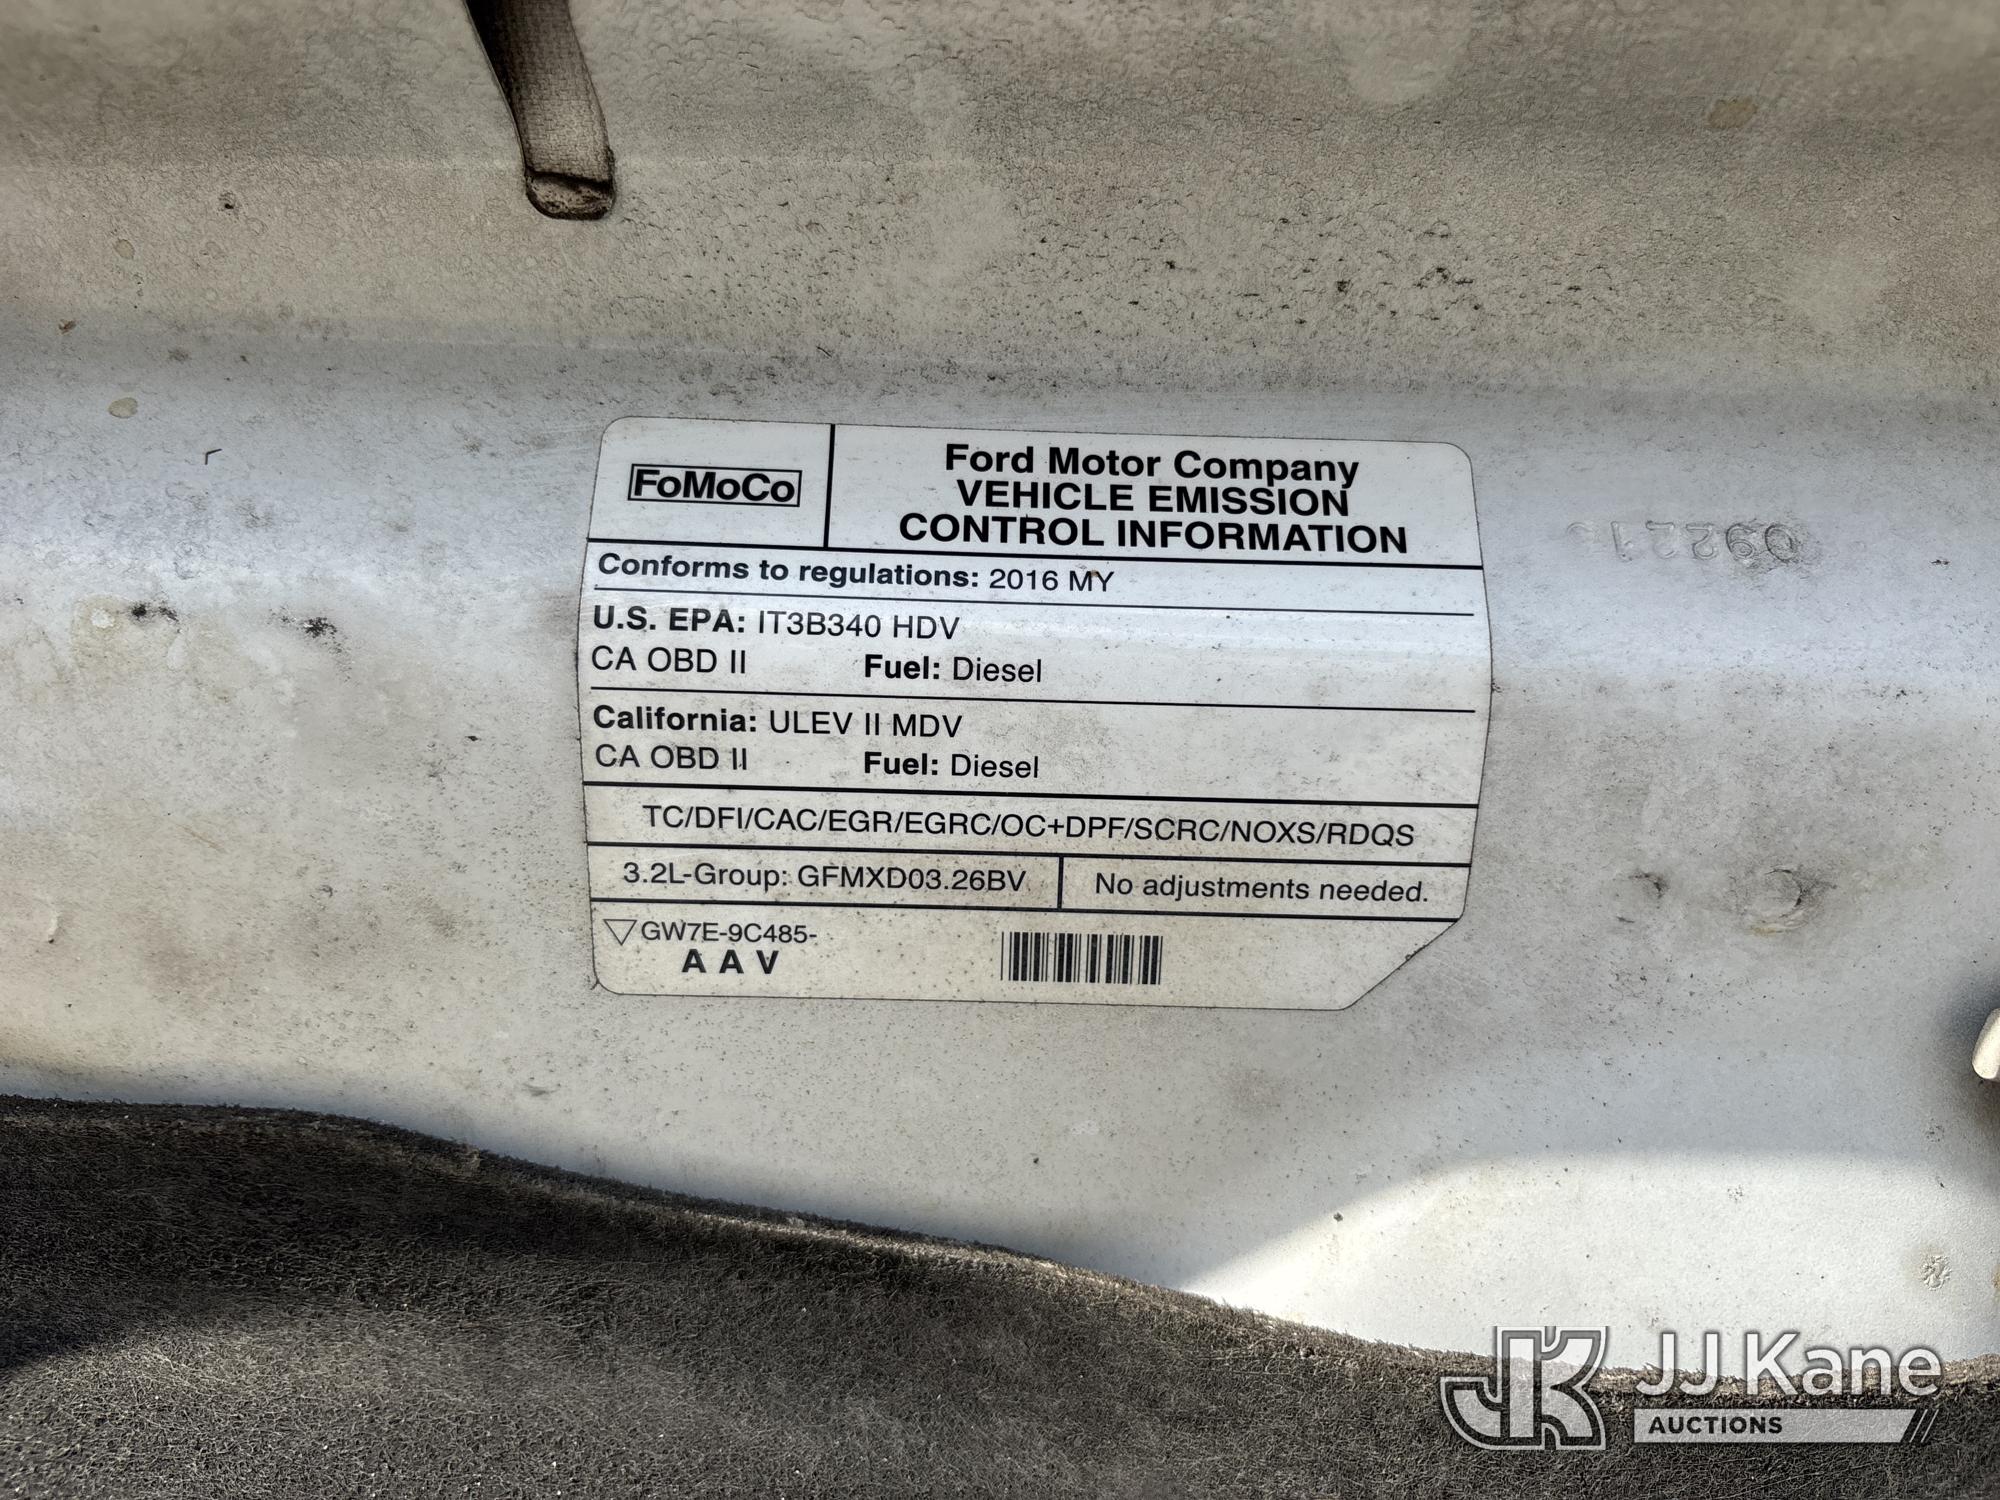 FoMoCo
Ford Motor Company
VEHICLE EMISSION
CONTROL INFORMATION
Conforms to regulations: 2016 MY
U.S. EPA: IT3B340 HDV
CA OBD II Fuel: Diesel
California: ULEV II MDV
CA OBD II Fuel: Diesel
TC/DFI/CAC/EGR/EGRC/OC+DPF/SCRC/NOXS/RDQS
3.2L-Group: GFMXD03.26BV No adjustments needed.
GW7E-9C485-
A A V
JK
JJ Kane
AUCTIONS